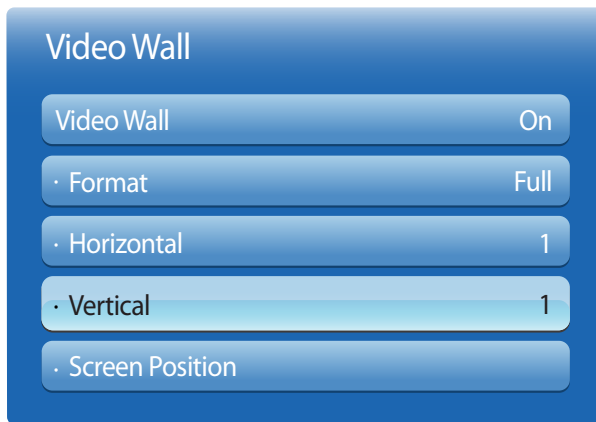 Video Wall
Video Wall On
· Format Full
· Horizontal 1
· Vertical 1
· Screen Position